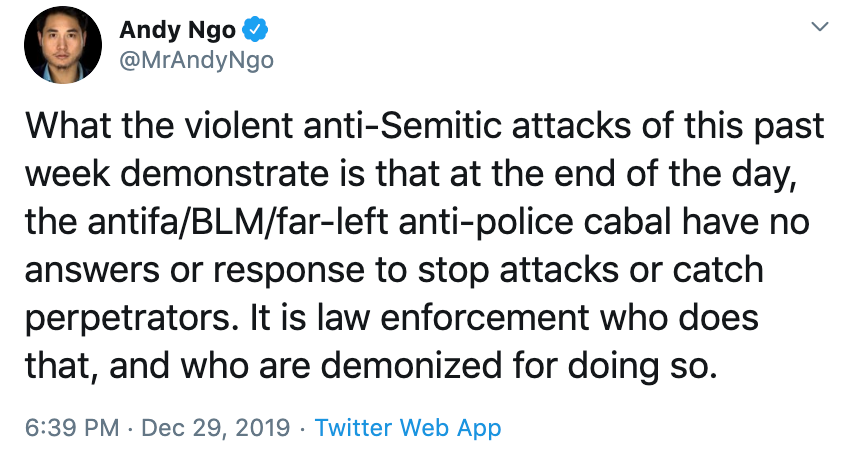 Andy Ngo
@MrAndyNgo
What the violent anti-Semitic attacks of this past
week demonstrate is that at the end of the day,
the antifa/BLM/far-left anti-police cabal have no
answers or response to stop attacks or catch
perpetrators. It is law enforcement who does
that, and who are demonized for doing so.
6:39 PM · Dec 29, 2019 · Twitter Web App